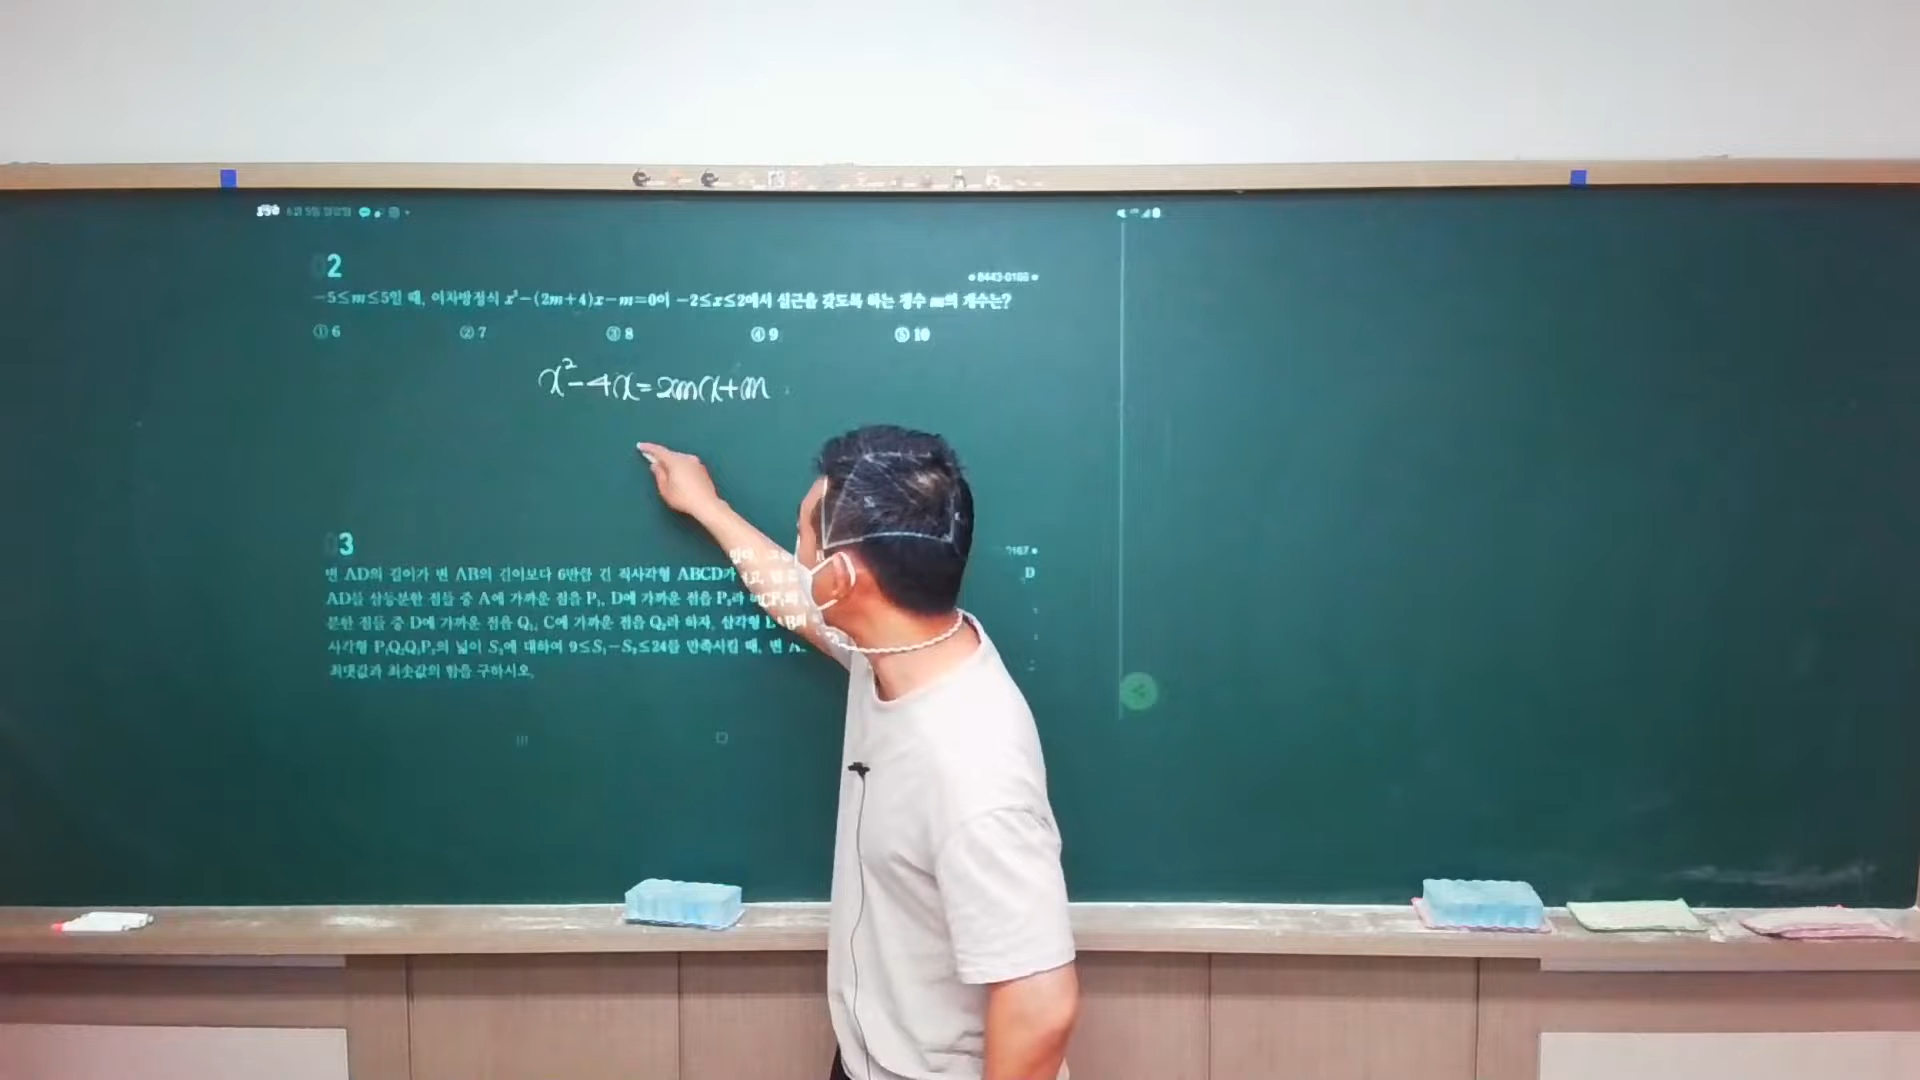 2
8443-0166
-5≤m≤5일 때, 이차방정식 x²-(2m+4)x-m=0이 -2≤x≤2에서 실근을 갖도록 하는 정수 m의 개수는?
① 6 ② 7 ③ 8 ④ 9 ⑤ 10
x²-4x=2mx+m
3
0167
변 AD의 길이가 변 AB의 길이보다 6만큼 긴 직사각형 ABCD가
D
AD를 삼등분한 점들 중 A에 가까운 점을 P₁, D에 가까운 점을 P₂라
분한 점들 중 D에 가까운 점을 Q₁, C에 가까운 점을 Q₂라 하자. 삼각형
사각형 P₁Q₂Q₁P₂의 넓이 S₂에 대하여 9≤S₁-S₂≤24를 만족시킬 때, 변
최댓값과 최솟값의 합을 구하시오.